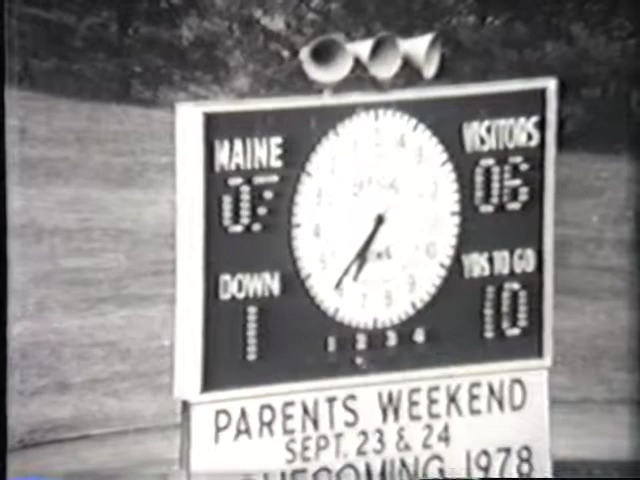 MAINE VISITORS
06
DOWN YDS TO GO
1 10
1 2 3 4
PARENTS WEEKEND
SEPT. 23 & 24
HOMECOMING 1978